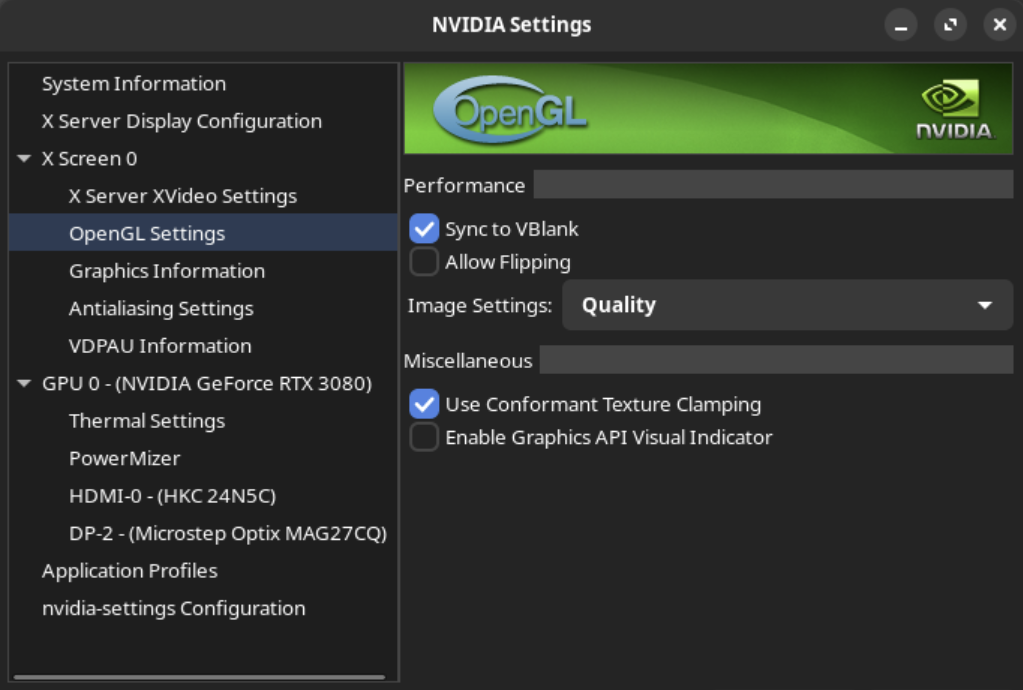 NVIDIA Settings
System Information
X Server Display Configuration
X Screen 0
X Server XVideo Settings
OpenGL Settings
Graphics Information
Antialiasing Settings
VDPAU Information
GPU 0 - (NVIDIA GeForce RTX 3080)
Thermal Settings
PowerMizer
HDMI-0 - (HKC 24N5C)
DP-2 - (Microstep Optix MAG27CQ)
Application Profiles
nvidia-settings Configuration
OpenGL
NVIDIA.
Performance
Sync to VBlank
Allow Flipping
Image Settings: Quality
Miscellaneous
Use Conformant Texture Clamping
Enable Graphics API Visual Indicator